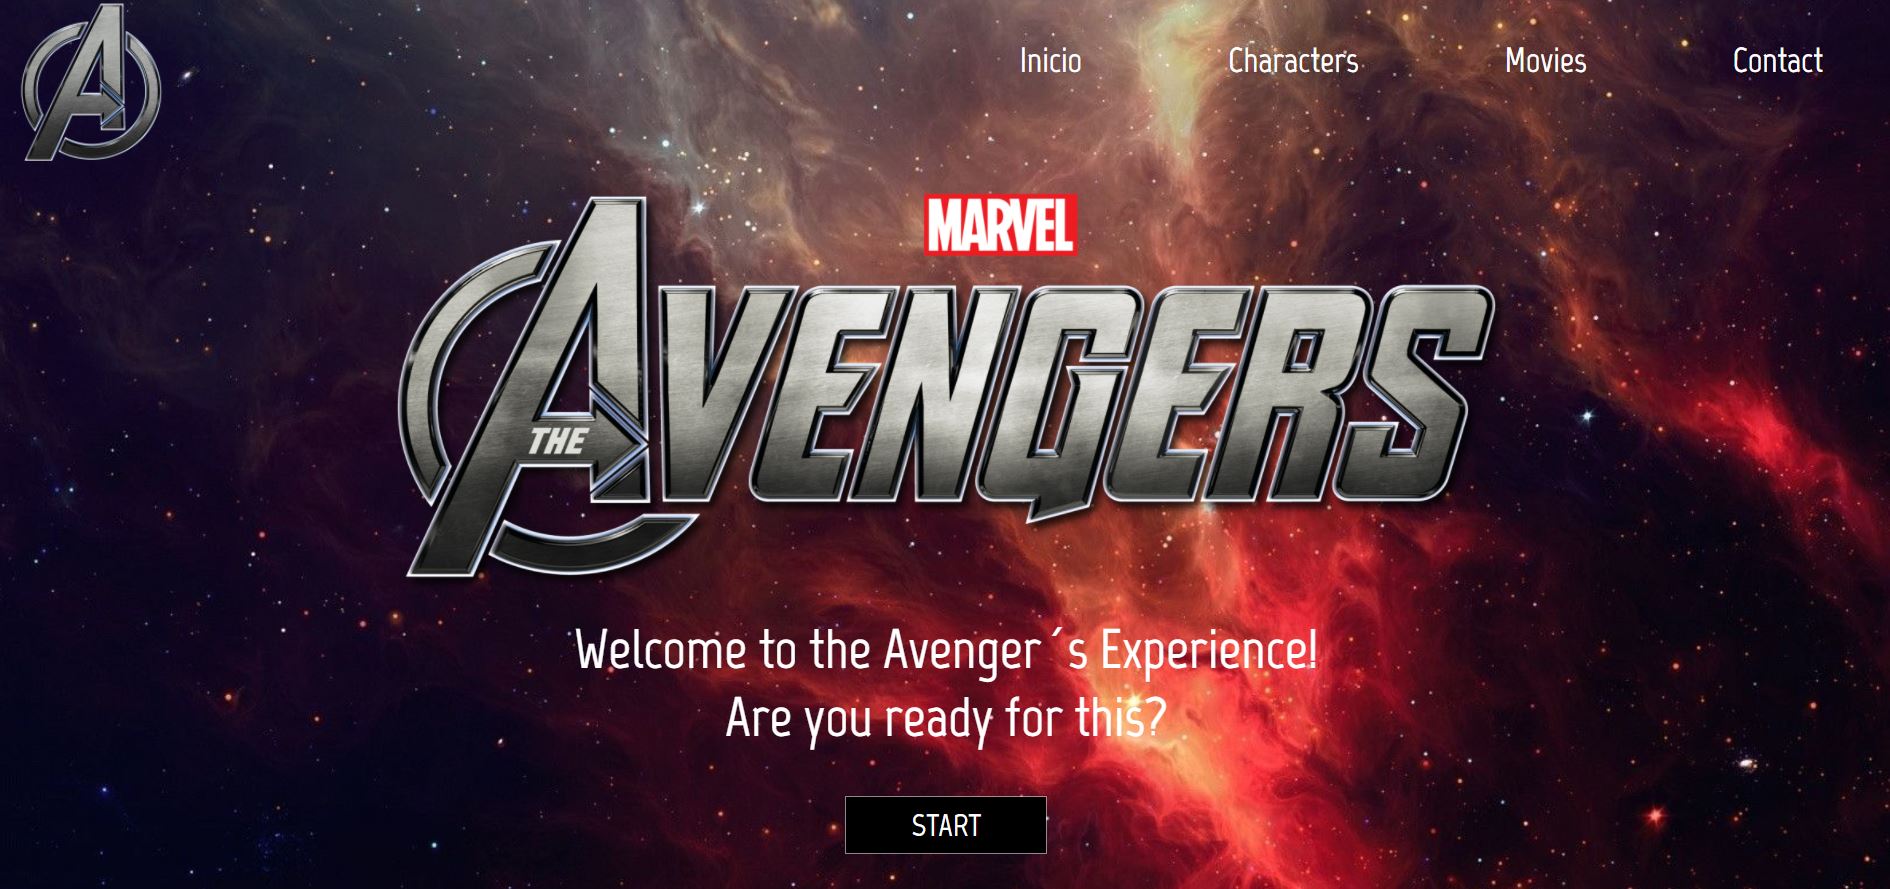 Inicio Characters Movies Contact
MARVEL
THE AVENGERS
Welcome to the Avenger´s Experience!
Are you ready for this?
START